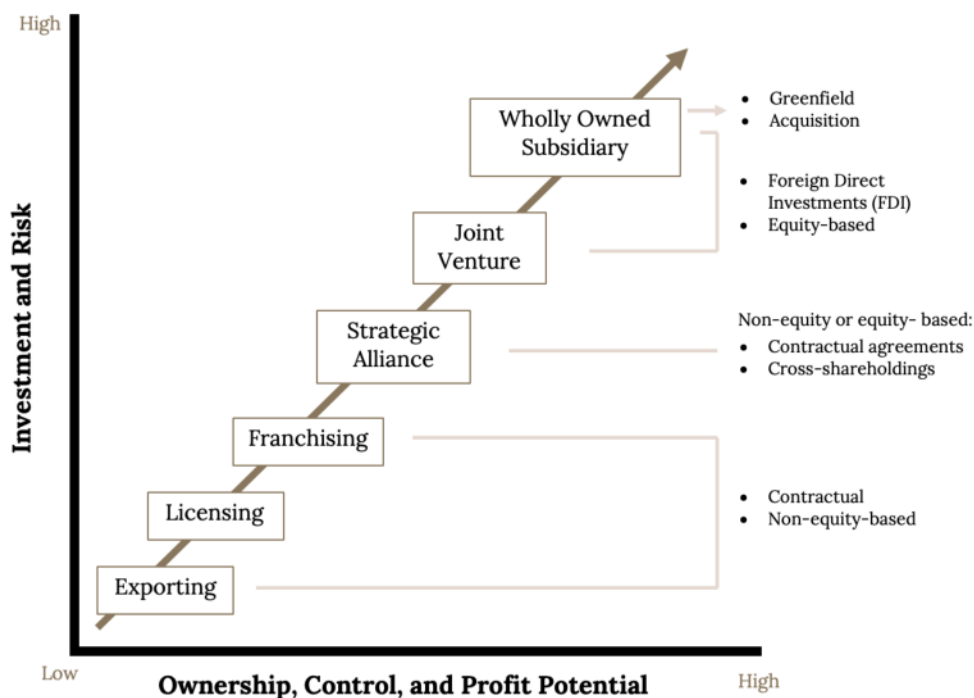 High
Investment and Risk
Wholly Owned
Subsidiary
• Greenfield
• Acquisition
• Foreign Direct
Investments (FDI)
• Equity-based
Joint
Venture
Strategic
Alliance
Non-equity or equity- based:
• Contractual agreements
• Cross-shareholdings
Franchising
Licensing
• Contractual
• Non-equity-based
Exporting
Low
Ownership, Control, and Profit Potential
High